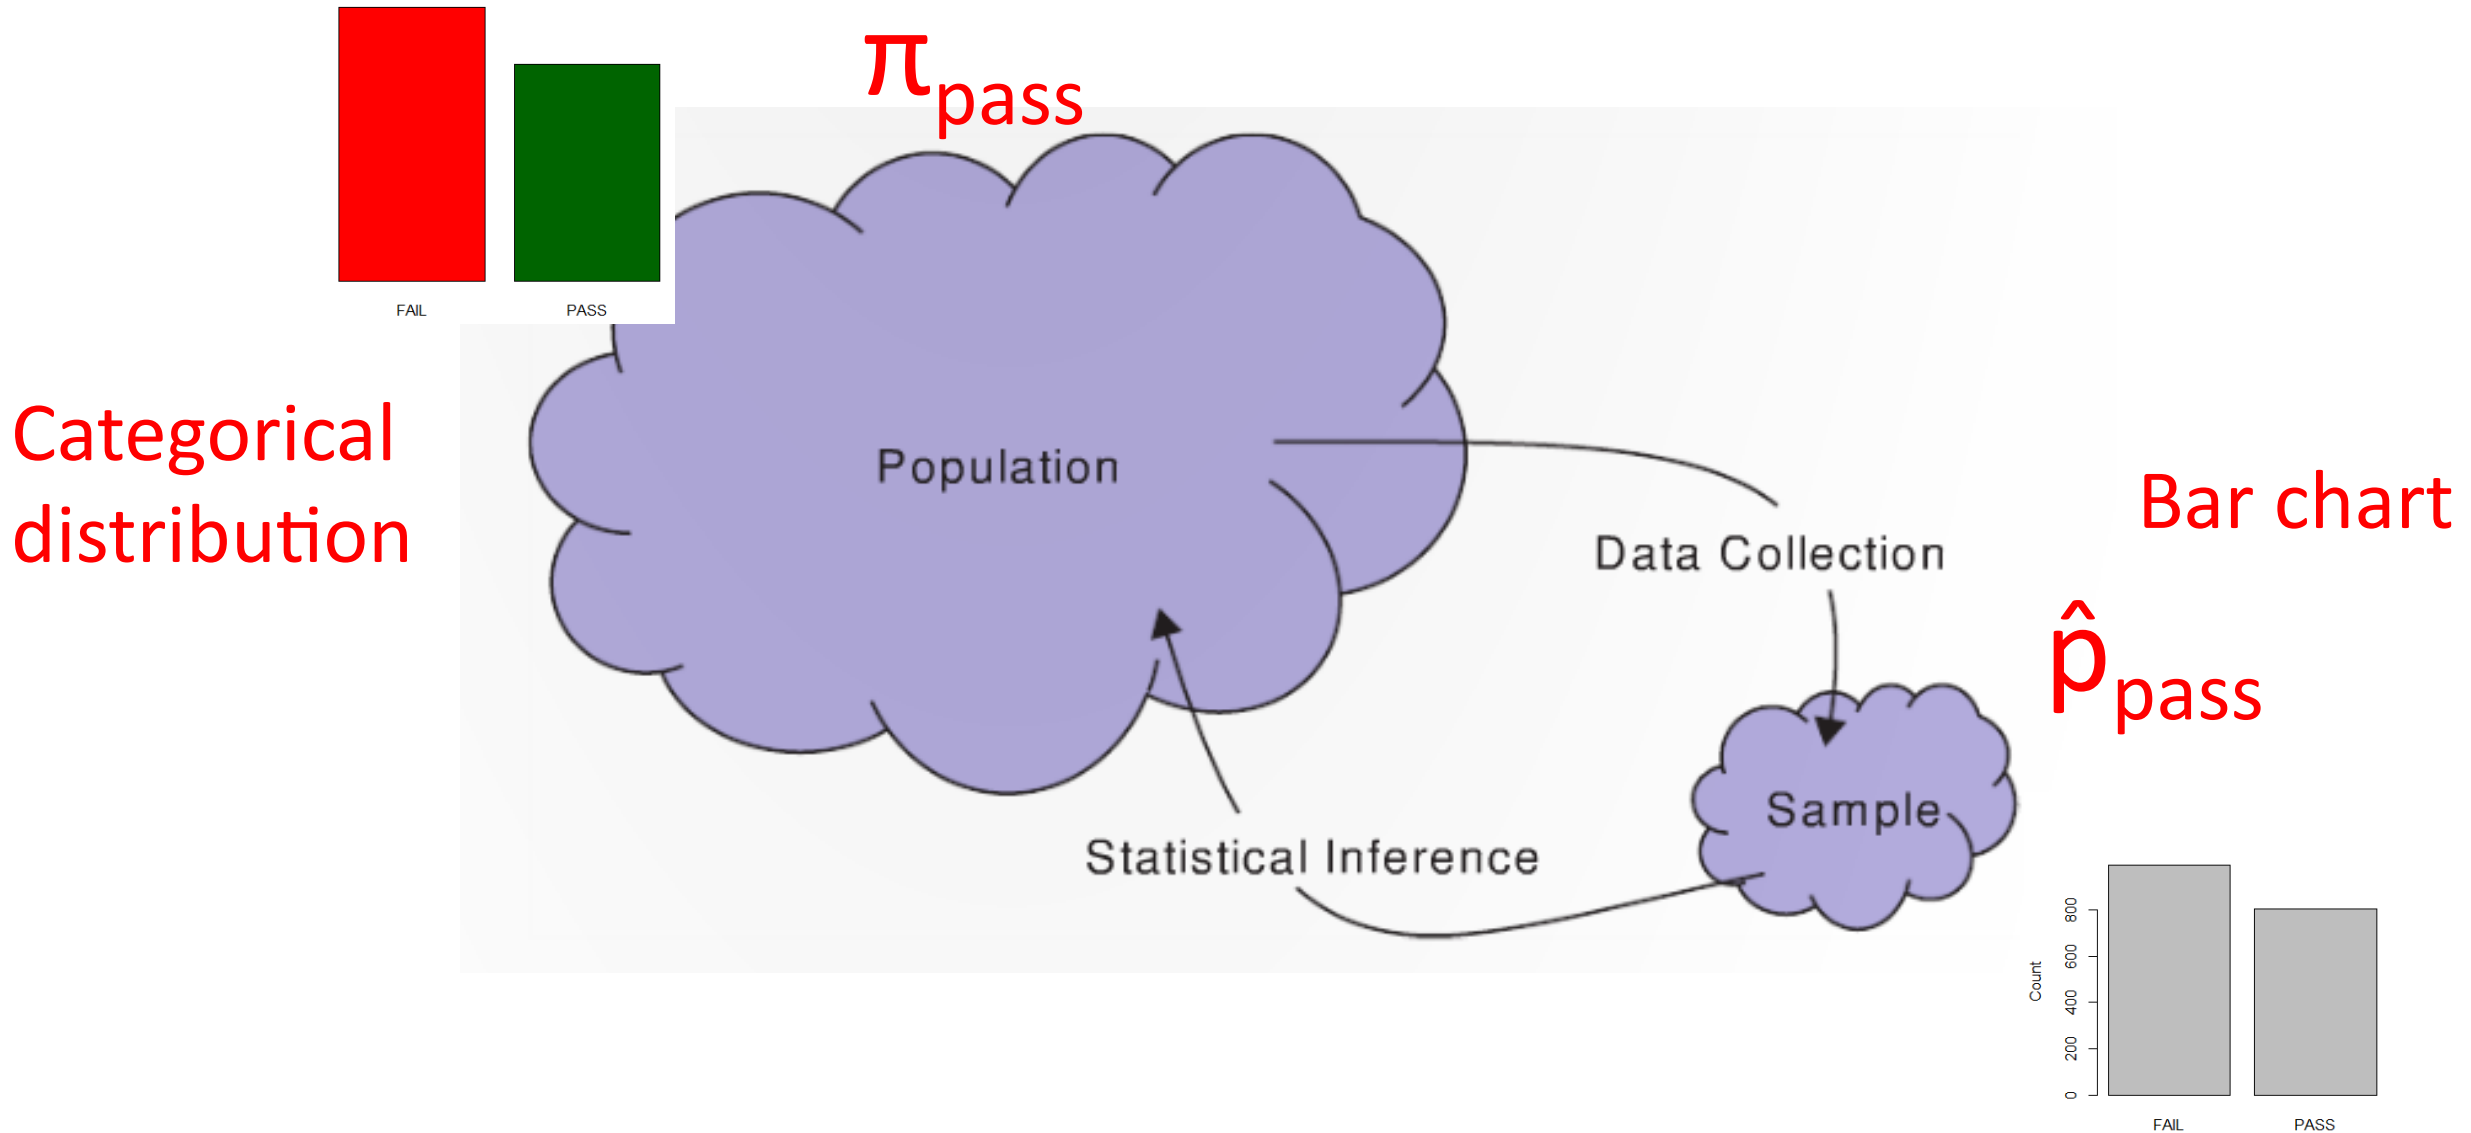 π pass
FAIL PASS
Categorical
distribution
Population
Bar chart
Data Collection
p̂ pass
Sample
Statistical Inference
800
600
400
200
0
Count
FAIL PASS